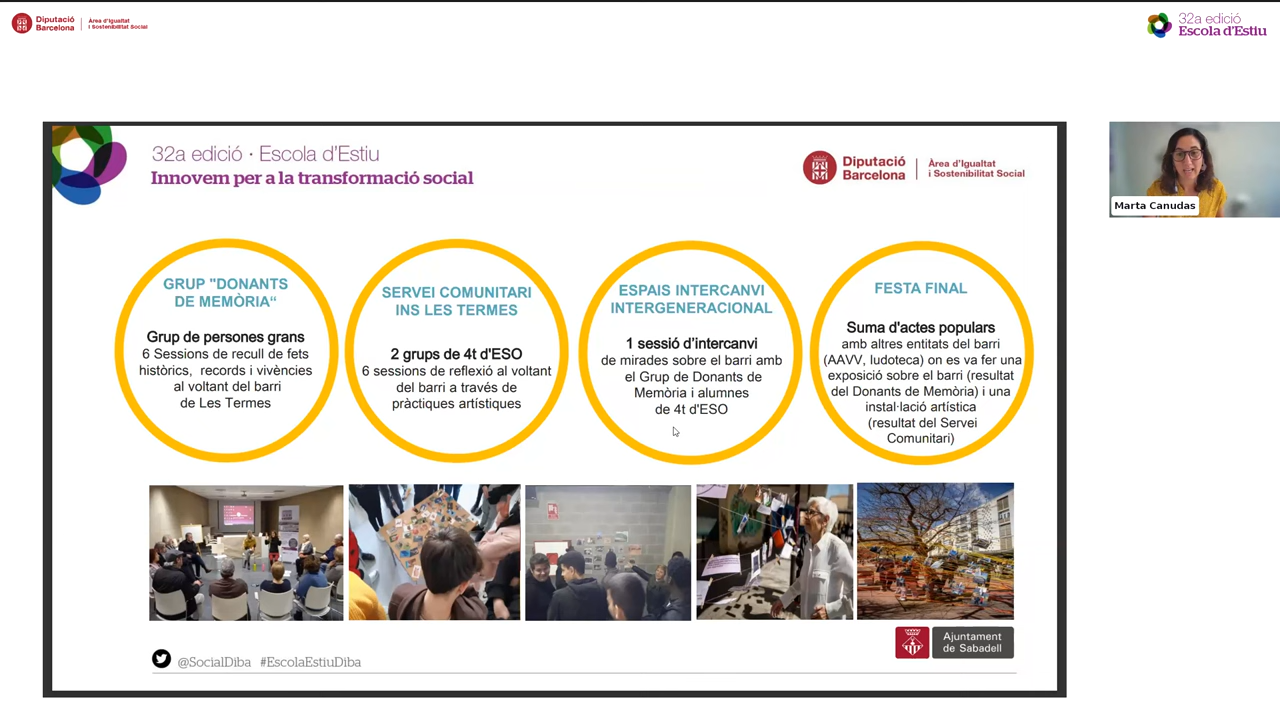 Diputació
Barcelona
Àrea d'Igualtat
i Sostenibilitat Social
32a edició
Escola d'Estiu
32a edició · Escola d'Estiu
Innovem per a la transformació social
Diputació
Barcelona
Àrea d'Igualtat
i Sostenibilitat Social
Marta Canudas
GRUP "DONANTS
DE MEMÒRIA“
Grup de persones grans
6 Sessions de recull de fets
històrics, records i vivències
al voltant del barri
de Les Termes
SERVEI COMUNITARI
INS LES TERMES
2 grups de 4t d'ESO
6 sessions de reflexió al voltant
del barri a través de
pràctiques artístiques
ESPAIS INTERCANVI
INTERGENERACIONAL
1 sessió d’intercanvi
de mirades sobre el barri amb
el Grup de Donants de
Memòria i alumnes
de 4t d'ESO
FESTA FINAL
Suma d'actes populars
amb altres entitats del barri
(AAVV, ludoteca) on es va fer una
exposició sobre el barri (resultat
del Donants de Memòria) i una
instal·lació artística
(resultat del Servei
Comunitari)
Ajuntament
de Sabadell
@SocialDiba #EscolaEstiuDiba